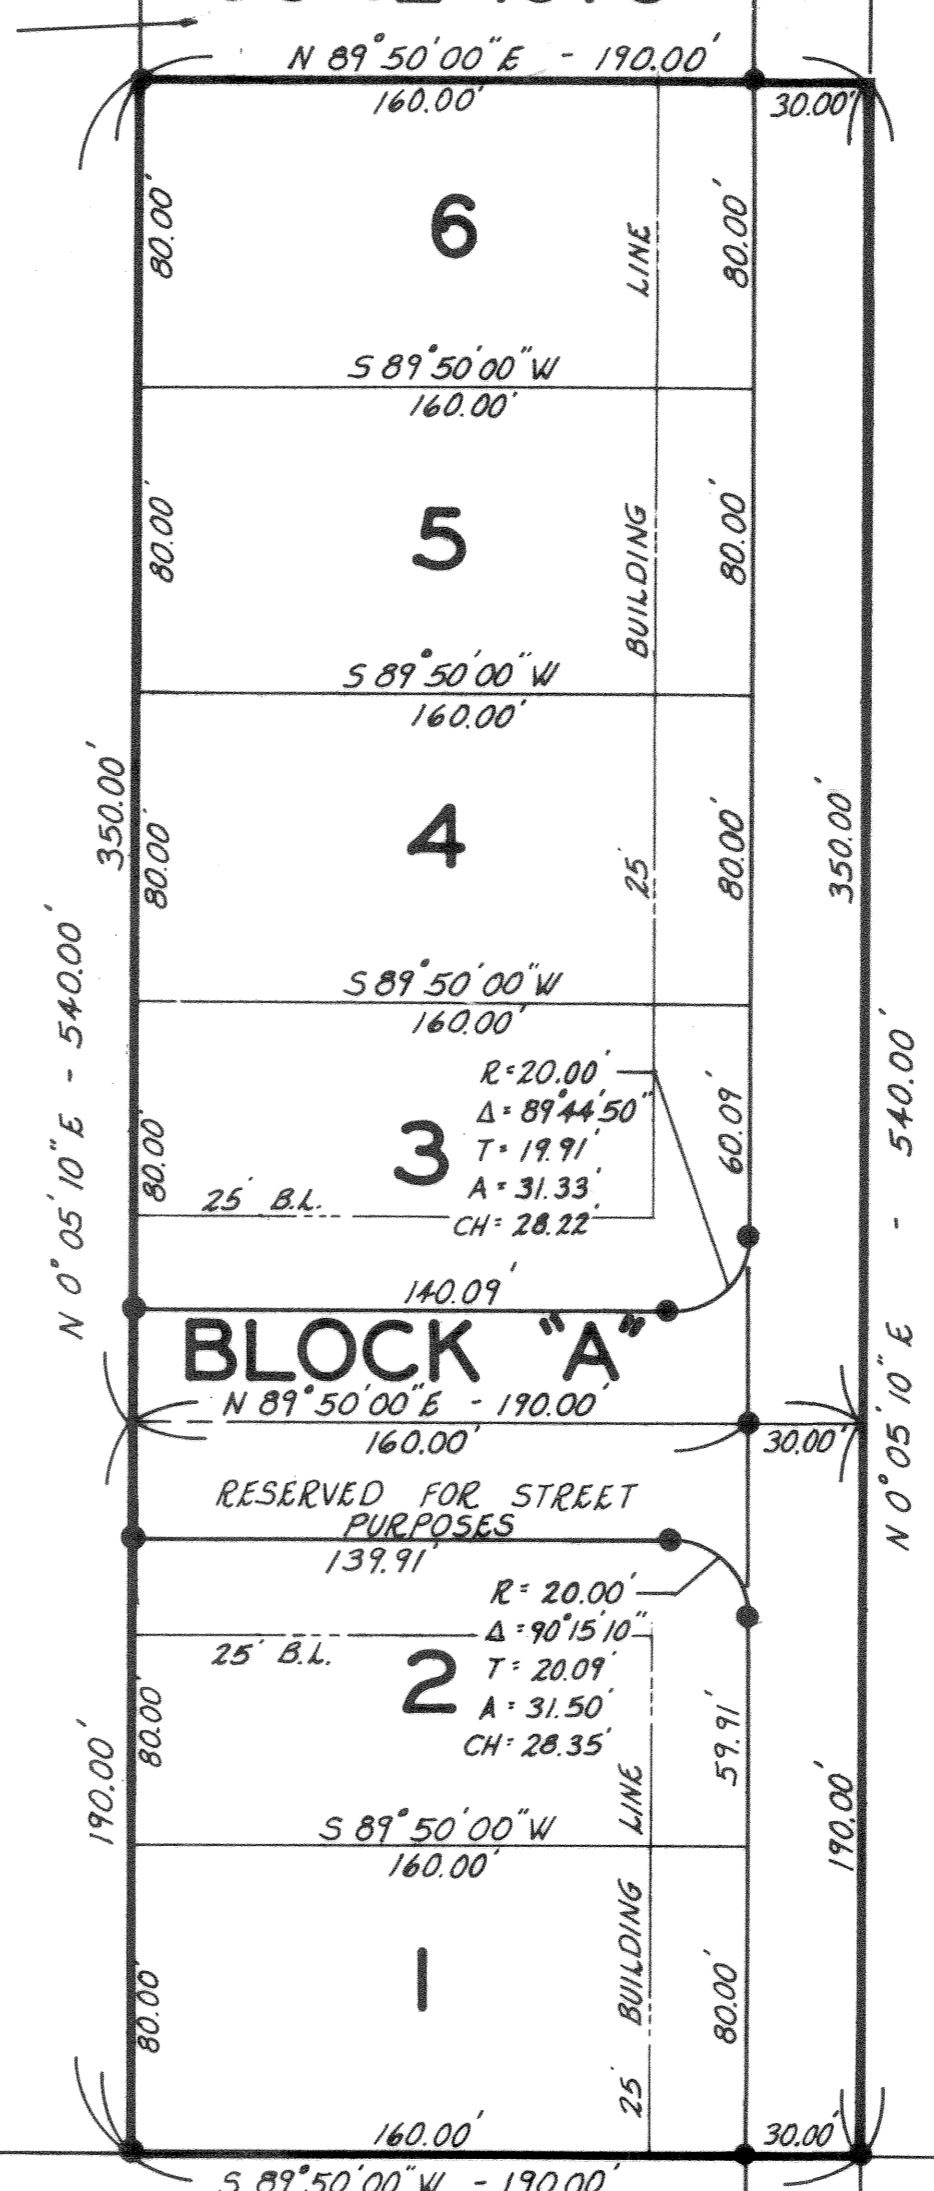 N 89°50'00"E - 190.00'
160.00'
30.00'
80.00'
6
LINE
80.00'
S 89°50'00"W
160.00'
80.00'
5
BUILDING
80.00'
S 89°50'00"W
160.00'
350.00'
80.00'
4
25'
80.00'
350.00'
N 0°05'10"E - 540.00'
S 89°50'00"W
160.00'
R=20.00'
Δ=89°44'50"
T=19.91'
A=31.33'
CH=28.22'
3
80.00'
60.09'
N 0°05'10"E - 540.00'
25' B.L.
140.09'
BLOCK "A"
N 89°50'00"E - 190.00'
160.00'
30.00'
RESERVED FOR STREET
PURPOSES
139.91'
R=20.00'
Δ=90°15'10"
T=20.09'
A=31.50'
CH=28.35'
25' B.L.
2
80.00'
59.91'
190.00'
LINE
190.00'
S 89°50'00"W
160.00'
80.00'
1
BUILDING
25'
80.00'
160.00'
30.00'
S 89°50'00"W - 190.00'